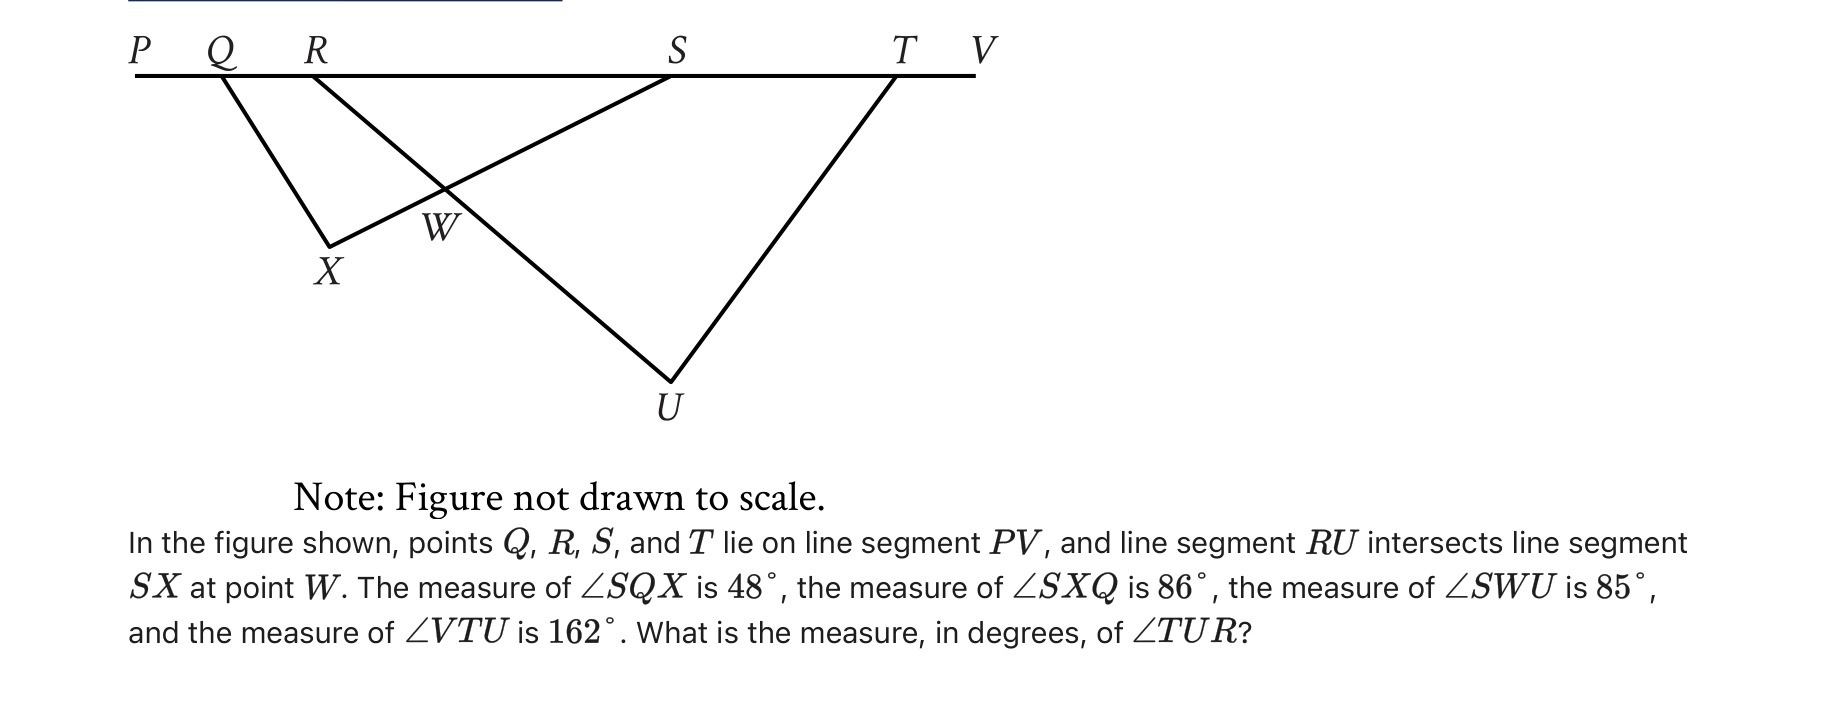 P Q R S T V
W
X
U
Note: Figure not drawn to scale.
In the figure shown, points Q, R, S, and T lie on line segment PV, and line segment RU intersects line segment
SX at point W. The measure of ∠SQX is 48°, the measure of ∠SXQ is 86°, the measure of ∠SWU is 85°,
and the measure of ∠VTU is 162°. What is the measure, in degrees, of ∠TUR?